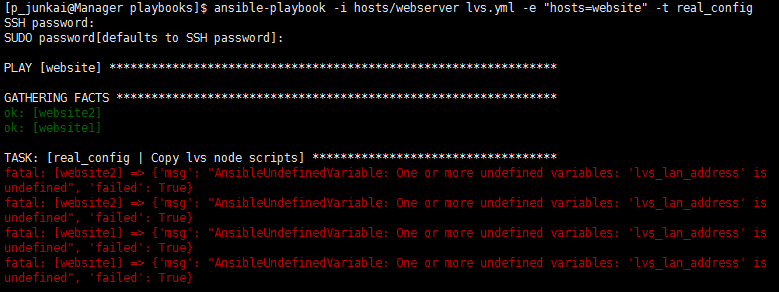 [p_junkai@Manager playbooks]$ ansible-playbook -i hosts/webserver lvs.yml -e "hosts=website" -t real_config
SSH password:
SUDO password[defaults to SSH password]:
PLAY [website] ****************************************************************
GATHERING FACTS ***************************************************************
ok: [website2]
ok: [website1]
TASK: [real_config | Copy lvs node scripts] ***********************************
fatal: [website2] => {'msg': "AnsibleUndefinedVariable: One or more undefined variables: 'lvs_lan_address' is
undefined", 'failed': True}
fatal: [website2] => {'msg': "AnsibleUndefinedVariable: One or more undefined variables: 'lvs_lan_address' is
undefined", 'failed': True}
fatal: [website1] => {'msg': "AnsibleUndefinedVariable: One or more undefined variables: 'lvs_lan_address' is
undefined", 'failed': True}
fatal: [website1] => {'msg': "AnsibleUndefinedVariable: One or more undefined variables: 'lvs_lan_address' is
undefined", 'failed': True}